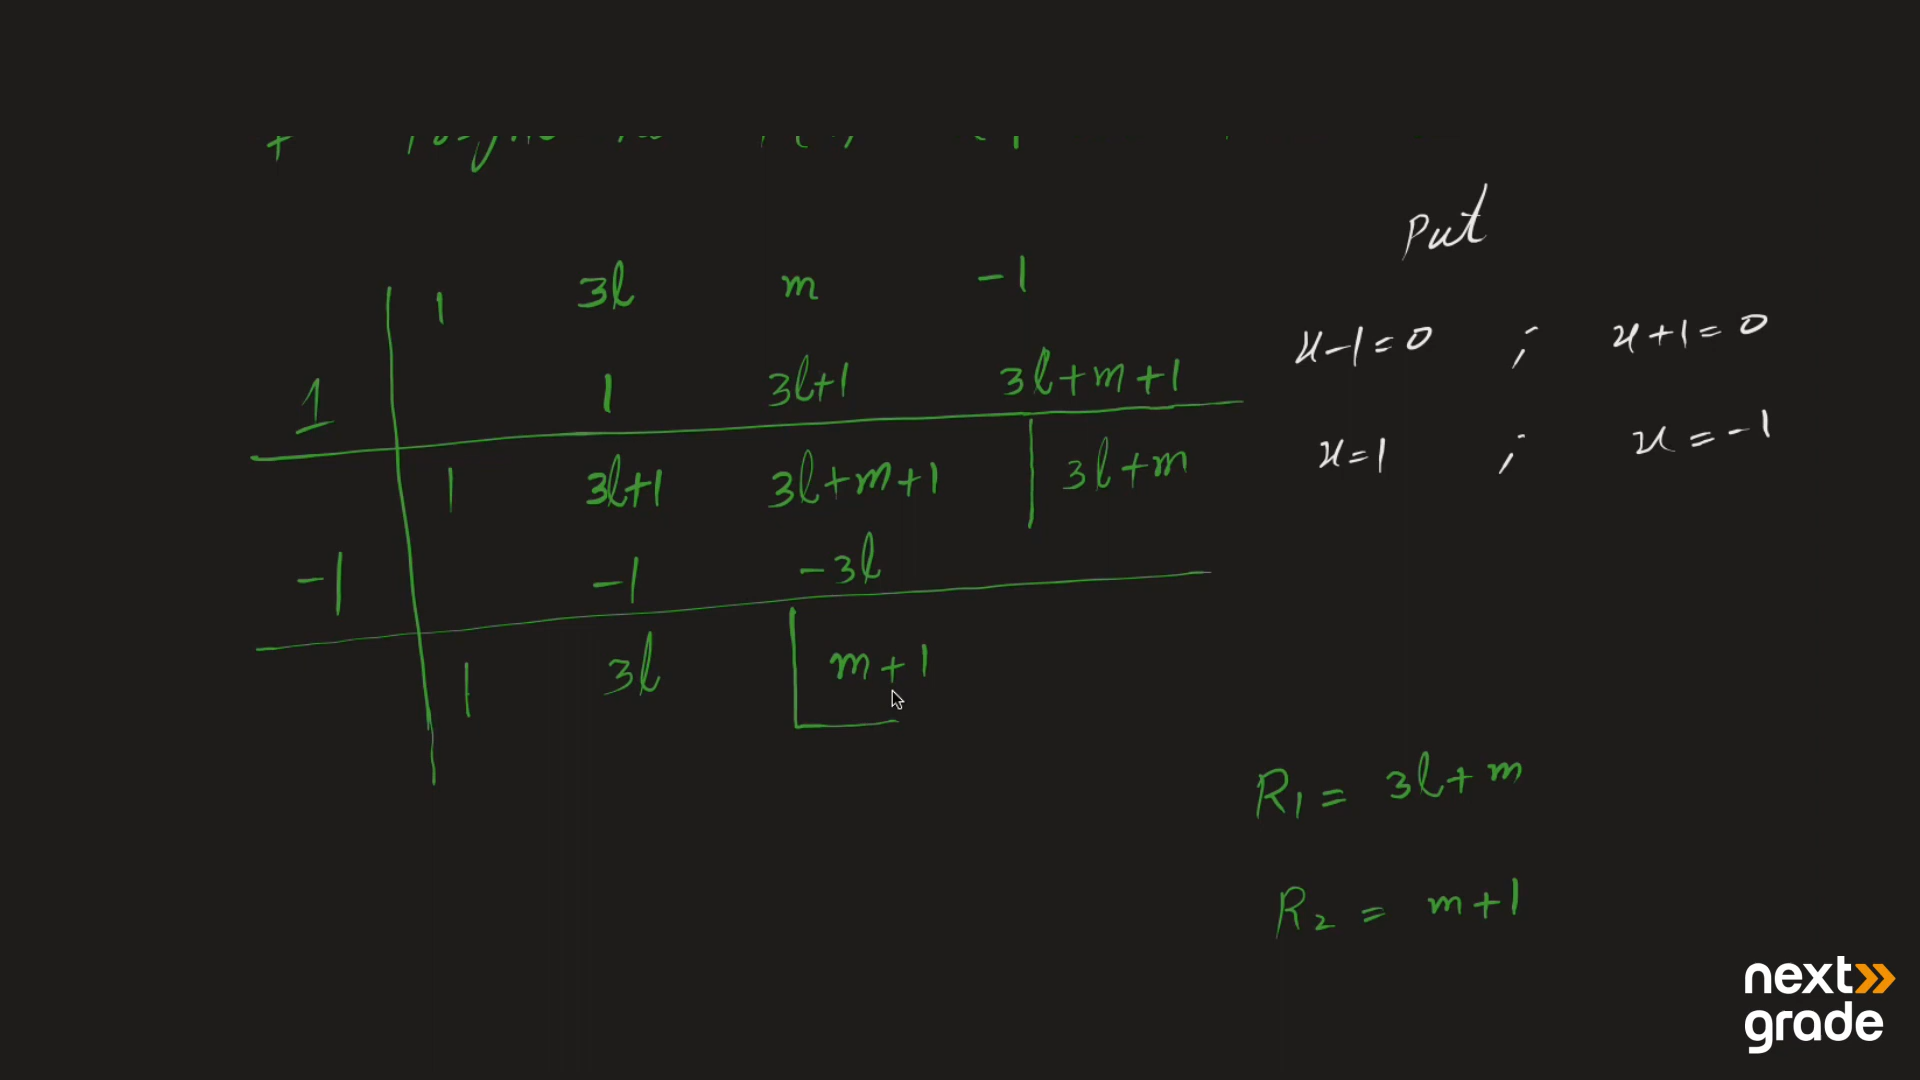 Put
1 3l m -1
x-1=0 ; x+1=0
1 1 3l+1 3l+m+1
1 3l+1 3l+m+1 3l+m
x=1 ; x=-1
-1 -1 -3l
1 3l m+1
R₁ = 3l+m
R₂ = m+1
next
grade